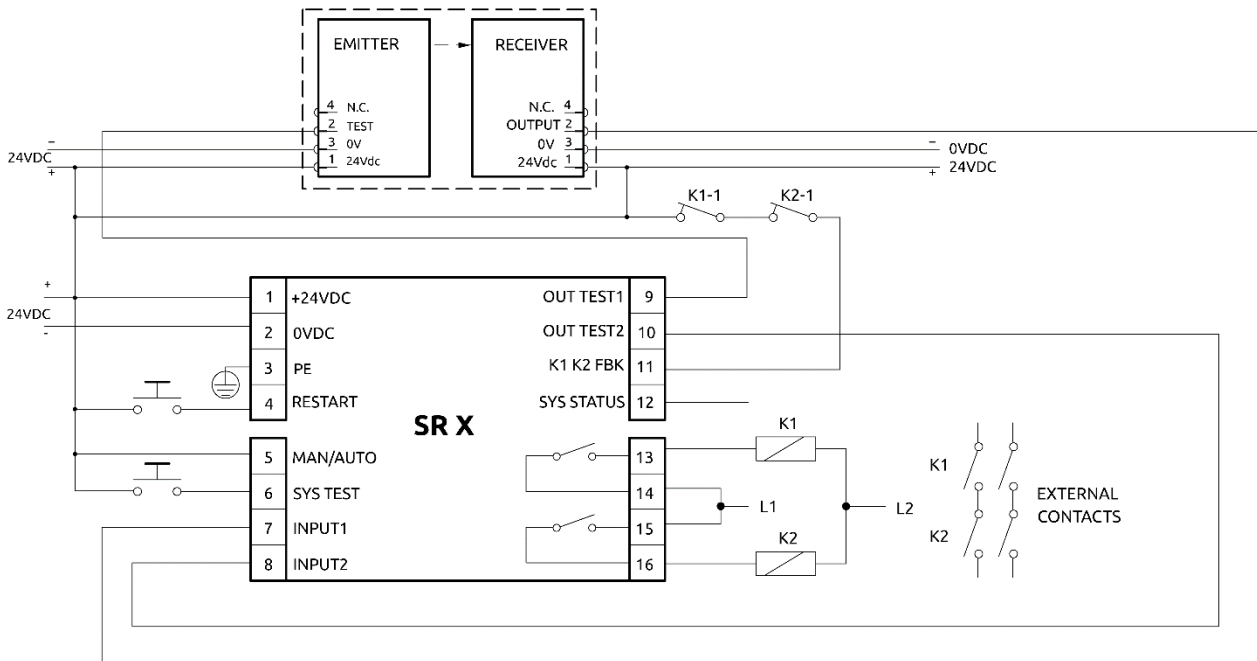 EMITTER
RECEIVER
4 N.C.
2 TEST
3 0V
1 24Vdc
N.C. 4
OUTPUT 2
0V 3
24Vdc 1
−
24VDC
+
− 0VDC
+ 24VDC
K1-1
K2-1
+
24VDC
-
1 +24VDC
2 0VDC
3 PE
4 RESTART
5 MAN/AUTO
6 SYS TEST
7 INPUT1
8 INPUT2
SR X
OUT TEST1 9
OUT TEST2 10
K1 K2 FBK 11
SYS STATUS 12
13
14
15
16
K1
L1
L2
K2
K1
K2
EXTERNAL
CONTACTS